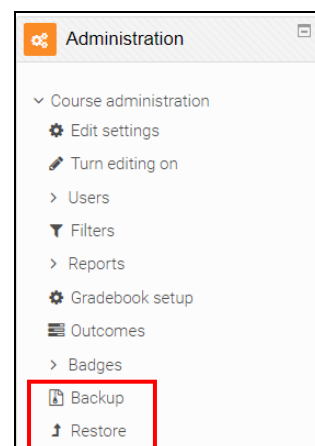 Administration
Course administration
Edit settings
Turn editing on
Users
Filters
Reports
Gradebook setup
Outcomes
Badges
Backup
Restore